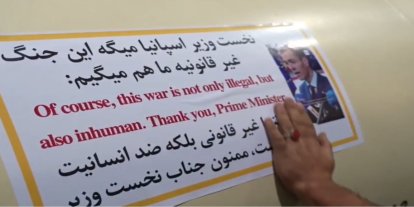 نخست وزیر اسپانیا میگه این جنگ
غیر قانونیه ما هم میگیم:
Of course, this war is not only illegal, but
also inhuman. Thank you, Prime Minister
غیر قانونی بلکه ضد انسانیت
ممنون جناب نخست وزیر